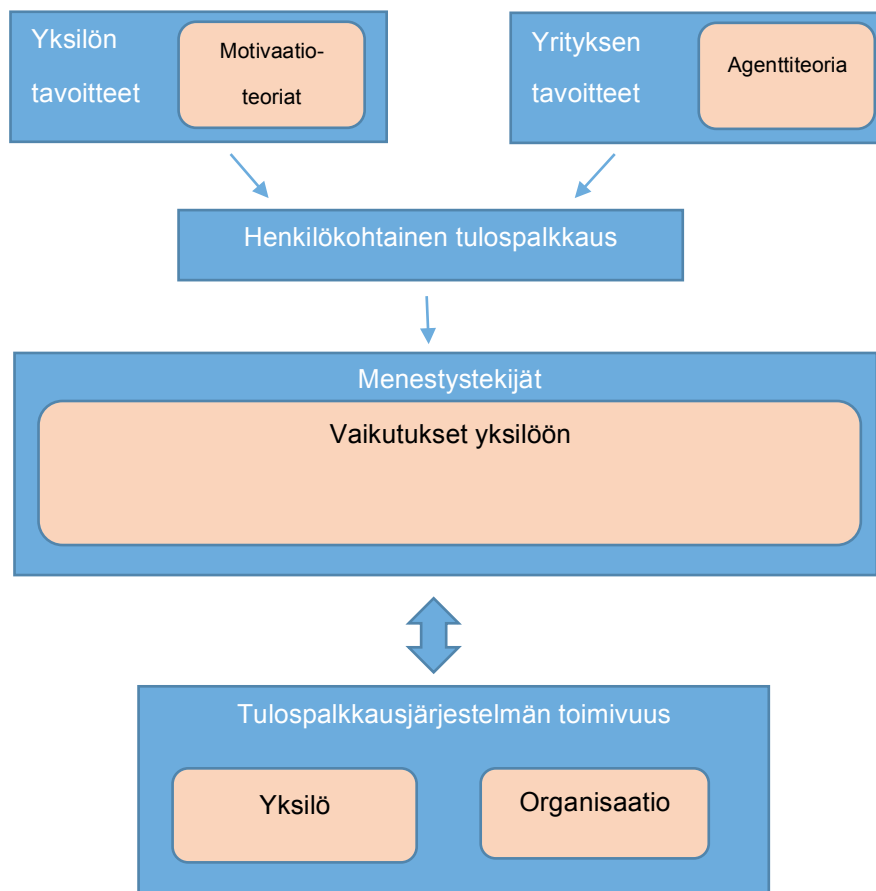 Yksilön
tavoitteet
Motivaatio-
teoriat
Yrityksen
tavoitteet
Agenttiteoria
Henkilökohtainen tulospalkkaus
Menestystekijät
Vaikutukset yksilöön
Tulospalkkausjärjestelmän toimivuus
Yksilö
Organisaatio